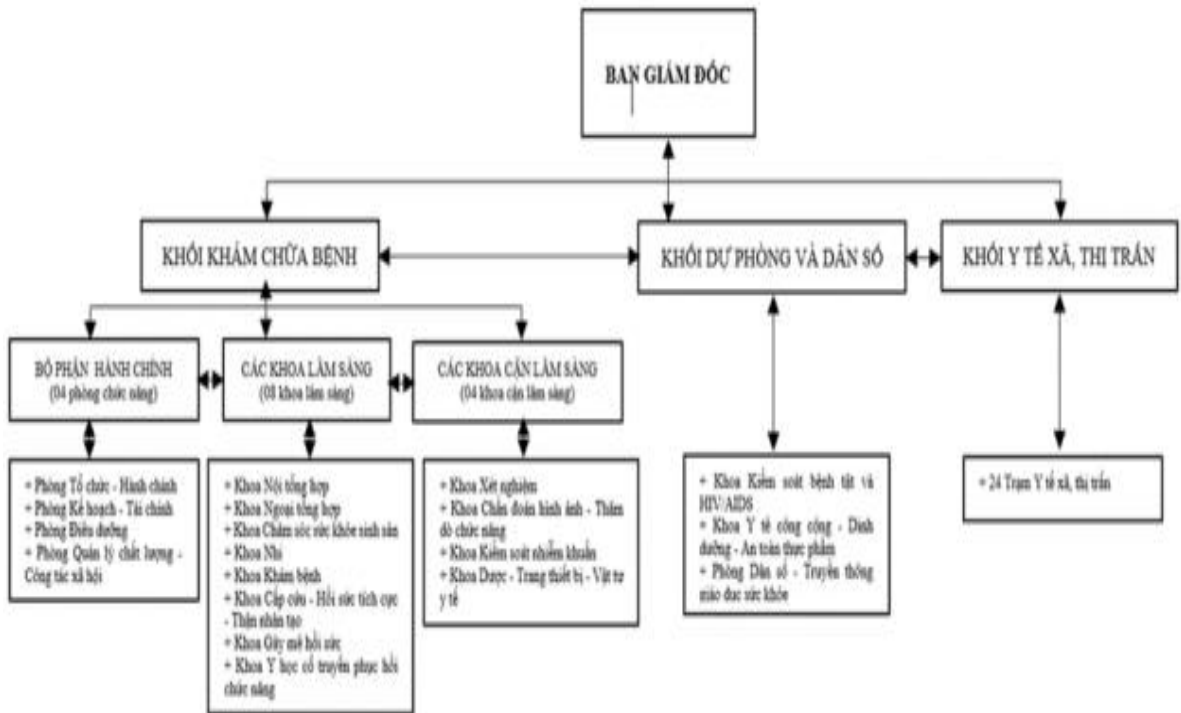 BAN GIÁM ĐỐC
KHỐI KHÁM CHỮA BỆNH
KHỐI DỰ PHÒNG VÀ DÂN SỐ
KHỐI Y TẾ XÃ, THỊ TRẤN
BỘ PHẬN HÀNH CHÍNH
(04 phòng chức năng)
CÁC KHOA LÂM SÀNG
(08 khoa lâm sàng)
CÁC KHOA CẬN LÂM SÀNG
(04 khoa cận lâm sàng)
+ Phòng Tổ chức - Hành chánh
+ Phòng Kế hoạch - Tài chính
+ Phòng Điều dưỡng
+ Phòng Quản lý chất lượng -
Công tác xã hội
+ Khoa Nội tổng hợp
+ Khoa Ngoại tổng hợp
+ Khoa Chăm sóc sức khỏe sinh sản
+ Khoa Nhi
+ Khoa Khám bệnh
+ Khoa Cấp cứu - Hồi sức tích cực
- Thận nhân tạo
+ Khoa Gây mê hồi sức
+ Khoa Y học cổ truyền phục hồi
chức năng
+ Khoa Xét nghiệm
+ Khoa Chẩn đoán hình ảnh - Thăm
dò chức năng
+ Khoa Kiểm soát nhiễm khuẩn
+ Khoa Dược - Trang thiết bị - Vật tư
y tế
+ Khoa Kiểm soát bệnh tật và
HIV/AIDS
+ Khoa Y tế công cộng - Dinh
dưỡng - An toàn thực phẩm
+ Phòng Dân số - Truyền thông
giáo dục sức khỏe
+ 24 Trạm Y tế xã, thị trấn